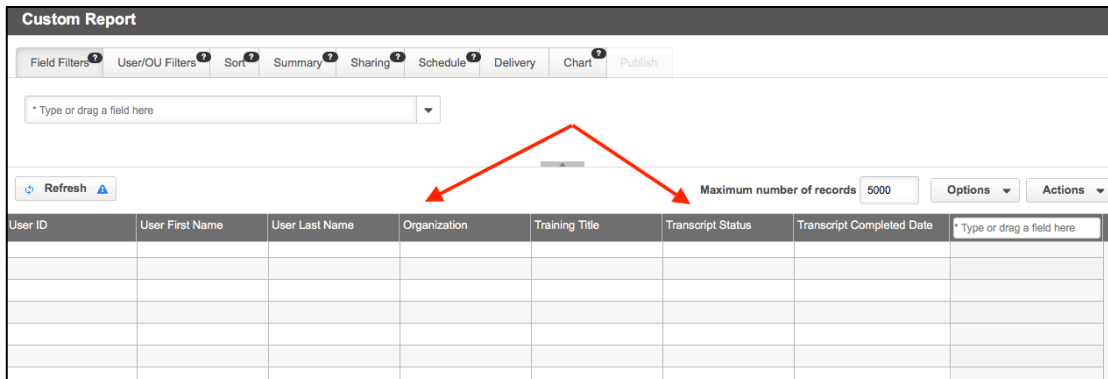 Custom Report
Field Filters ? User/OU Filters ? Sort ? Summary ? Sharing ? Schedule ? Delivery Chart ? Publish
* Type or drag a field here
Refresh Maximum number of records 5000 Options Actions
User ID User First Name User Last Name Organization Training Title Transcript Status Transcript Completed Date * Type or drag a field here